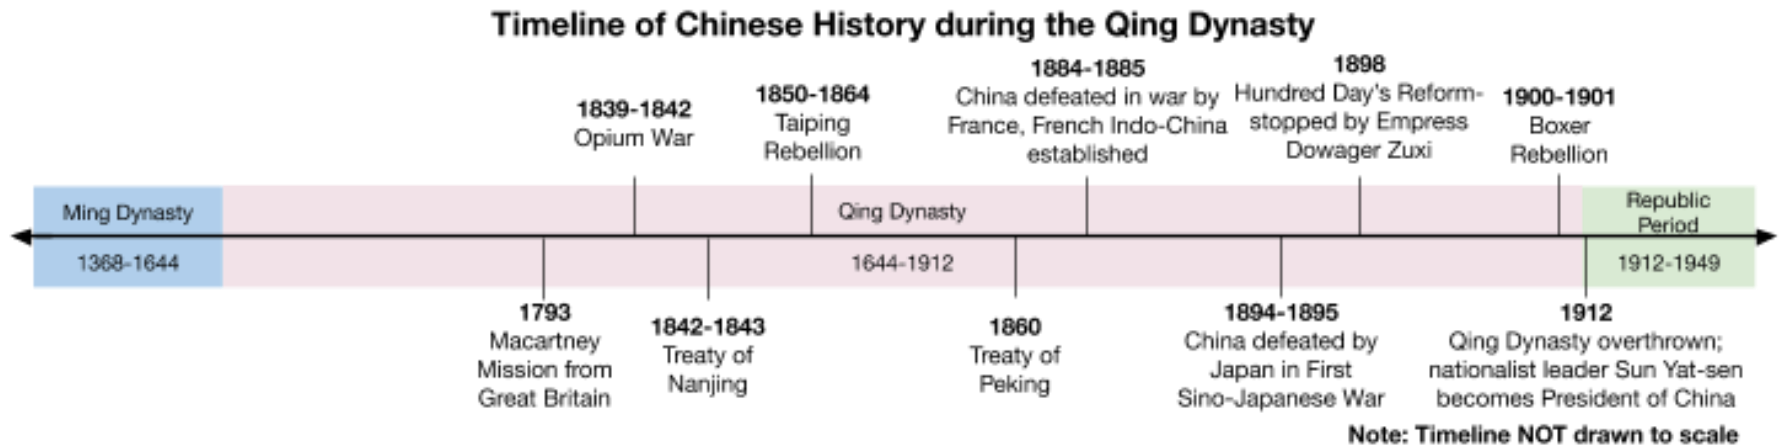 Timeline of Chinese History during the Qing Dynasty
1839-1842
Opium War
1850-1864
Taiping
Rebellion
1884-1885
China defeated in war by
France, French Indo-China
established
1898
Hundred Day's Reform-
stopped by Empress
Dowager Zuxi
1900-1901
Boxer
Rebellion
Ming Dynasty
Qing Dynasty
Republic
Period
1368-1644
1644-1912
1912-1949
1793
Macartney
Mission from
Great Britain
1842-1843
Treaty of
Nanjing
1860
Treaty of
Peking
1894-1895
China defeated by
Japan in First
Sino-Japanese War
1912
Qing Dynasty overthrown;
nationalist leader Sun Yat-sen
becomes President of China
Note: Timeline NOT drawn to scale